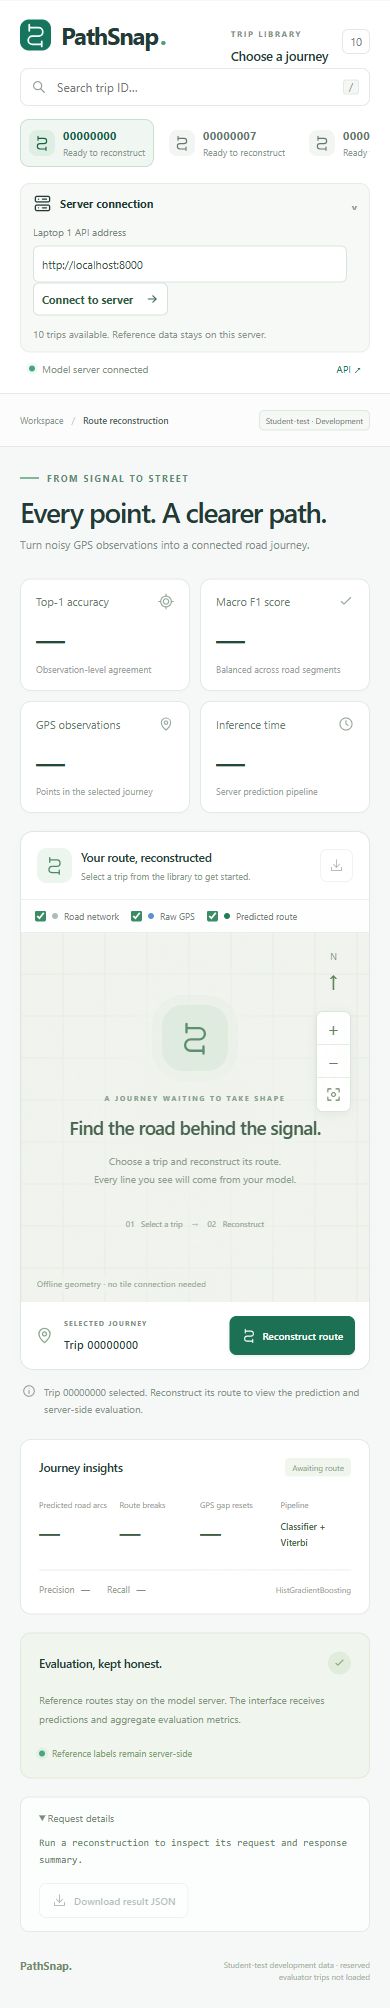 PathSnap.
TRIP LIBRARY
Choose a journey
10
Search trip ID...
/
00000000
Ready to reconstruct
00000007
Ready to reconstruct
0000
Ready
Server connection
Laptop 1 API address
http://localhost:8000
Connect to server →
10 trips available. Reference data stays on this server.
Model server connected
API ↗
Workspace / Route reconstruction
Student-test · Development
FROM SIGNAL TO STREET
Every point. A clearer path.
Turn noisy GPS observations into a connected road journey.
Top-1 accuracy
—
Observation-level agreement
Macro F1 score
—
Balanced across road segments
GPS observations
—
Points in the selected journey
Inference time
—
Server prediction pipeline
Your route, reconstructed
Select a trip from the library to get started.
Road network
Raw GPS
Predicted route
N
↑
+
−
A JOURNEY WAITING TO TAKE SHAPE
Find the road behind the signal.
Choose a trip and reconstruct its route.
Every line you see will come from your model.
01 Select a trip → 02 Reconstruct
Offline geometry · no tile connection needed
SELECTED JOURNEY
Trip 00000000
Reconstruct route
Trip 00000000 selected. Reconstruct its route to view the prediction and
server-side evaluation.
Journey insights
Awaiting route
Predicted road arcs
—
Route breaks
—
GPS gap resets
—
Pipeline
Classifier +
Viterbi
Precision —
Recall —
HistGradientBoosting
Evaluation, kept honest.
Reference routes stay on the model server. The interface receives
predictions and aggregate evaluation metrics.
Reference labels remain server-side
Request details
Run a reconstruction to inspect its request and response
summary.
Download result JSON
PathSnap.
Student-test development data · reserved
evaluator trips not loaded